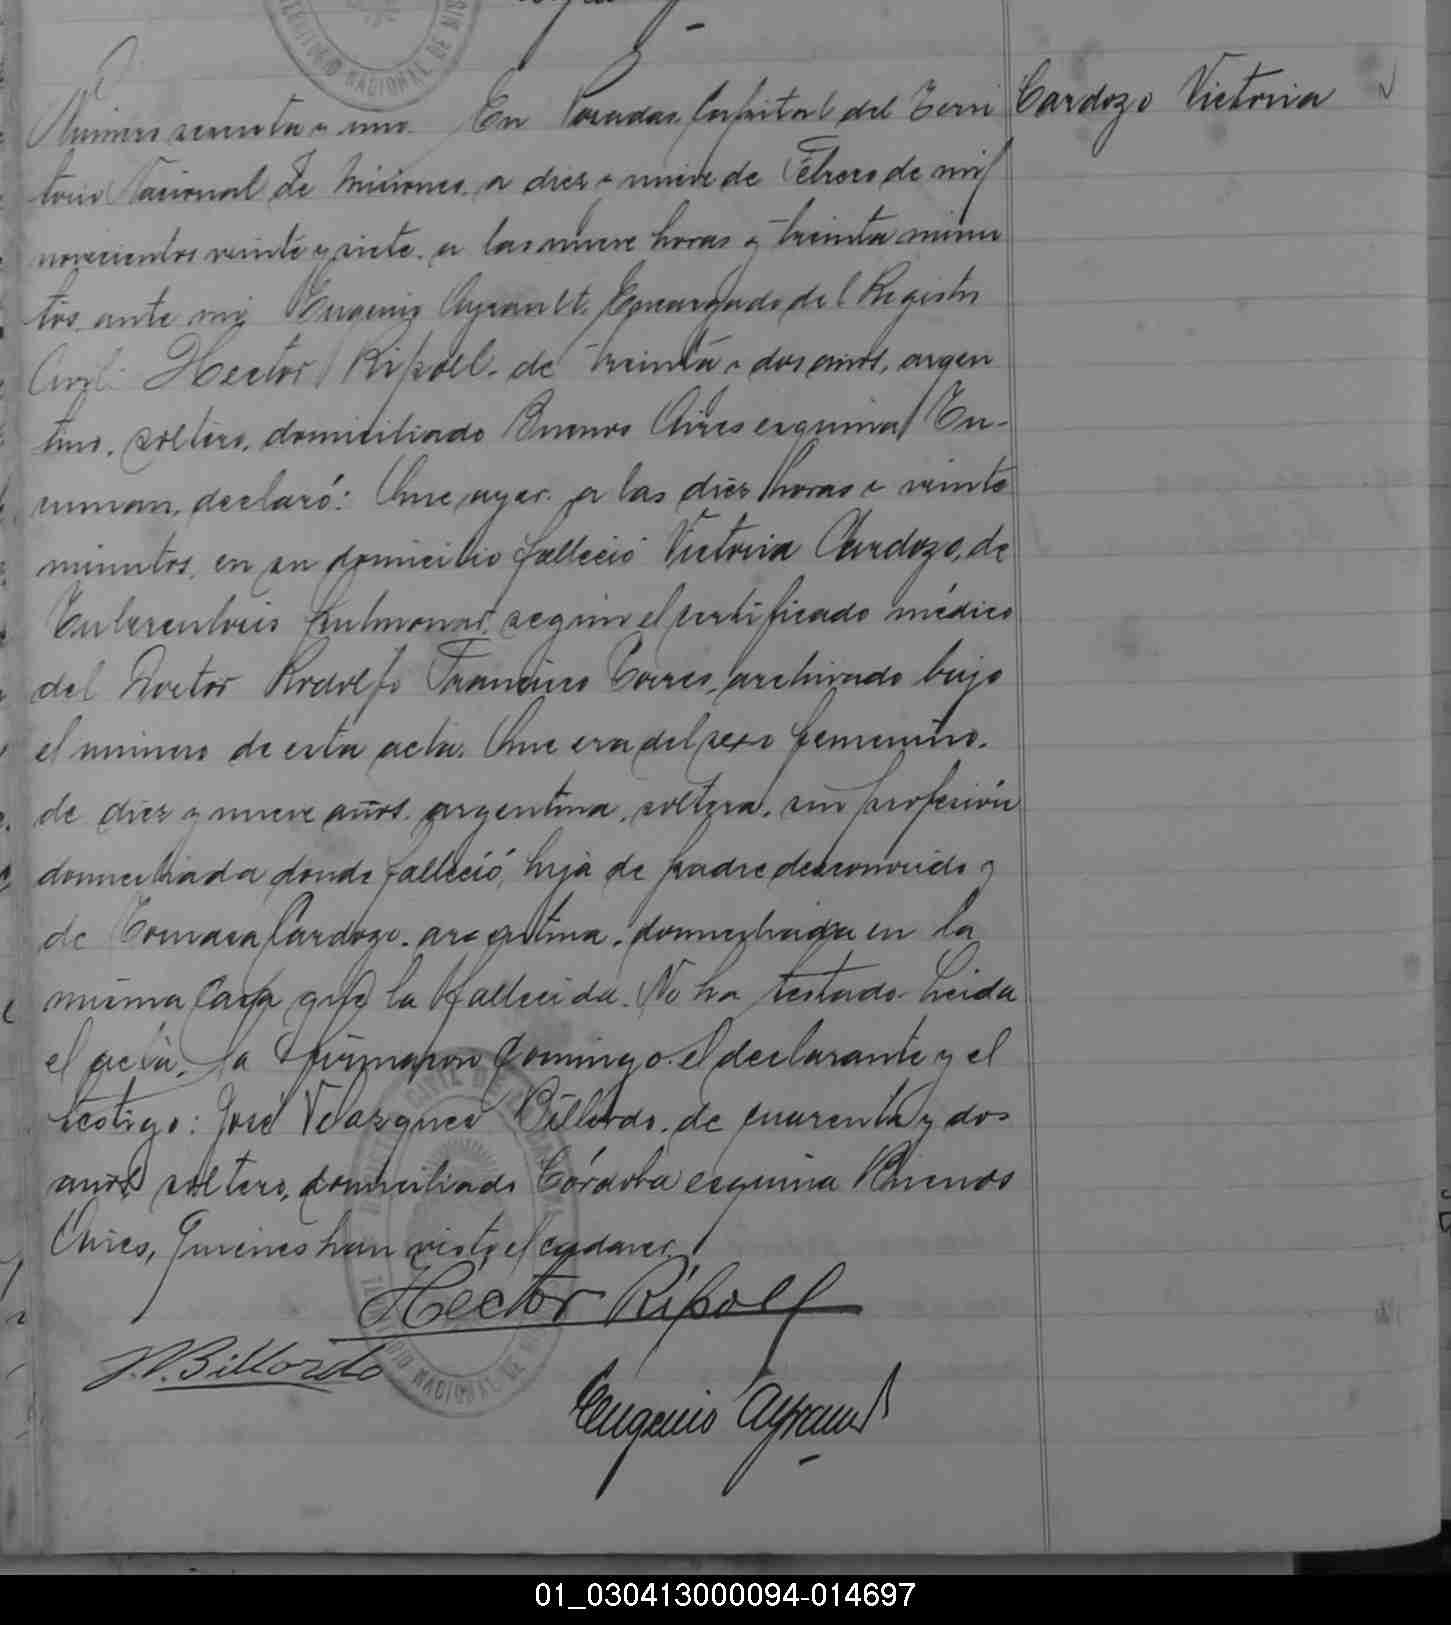 Cardozo Victoria
Número sesenta y uno. En Posadas, Capital del Terri
torio Nacional de Misiones, a diez y nueve de Febrero de mil
novecientos veinte y siete, a las nueve horas y treinta minu
tos, ante mi, Eugenio Ayrault, Encargado del Registro
Civil: Hector Ripoll, de treinta y dos años, argen
tino, soltero, domiciliado Buenos Aires esquina Tu-
cuman, declaró: Que ayer, a las diez horas y veinte
minutos, en su domicilio falleció Victoria Cardozo, de
Tuberculosis pulmonar, según el certificado médico
del Doctor Rodolfo Francisco Torres, archivado bajo
el número de esta acta. Que era del sexo femenino,
de diez y nueve años, argentina, soltera, sin profesión
domiciliada donde falleció, hija de padre desconocido y
de Tomasa Cardozo, argentina, domiciliada en la
misma casa que la fallecida. No ha testado. Leida
el acta, la firmaron conmigo el declarante y el
testigo: José Velazquez Billordo, de cuarenta y dos
años, soltero, domiciliado Córdoba esquina Buenos
Aires, Quienes han visto el cadaver.
Hector Ripoll
J. V. Billordo
Eugenio Ayrault
01_030413000094-014697